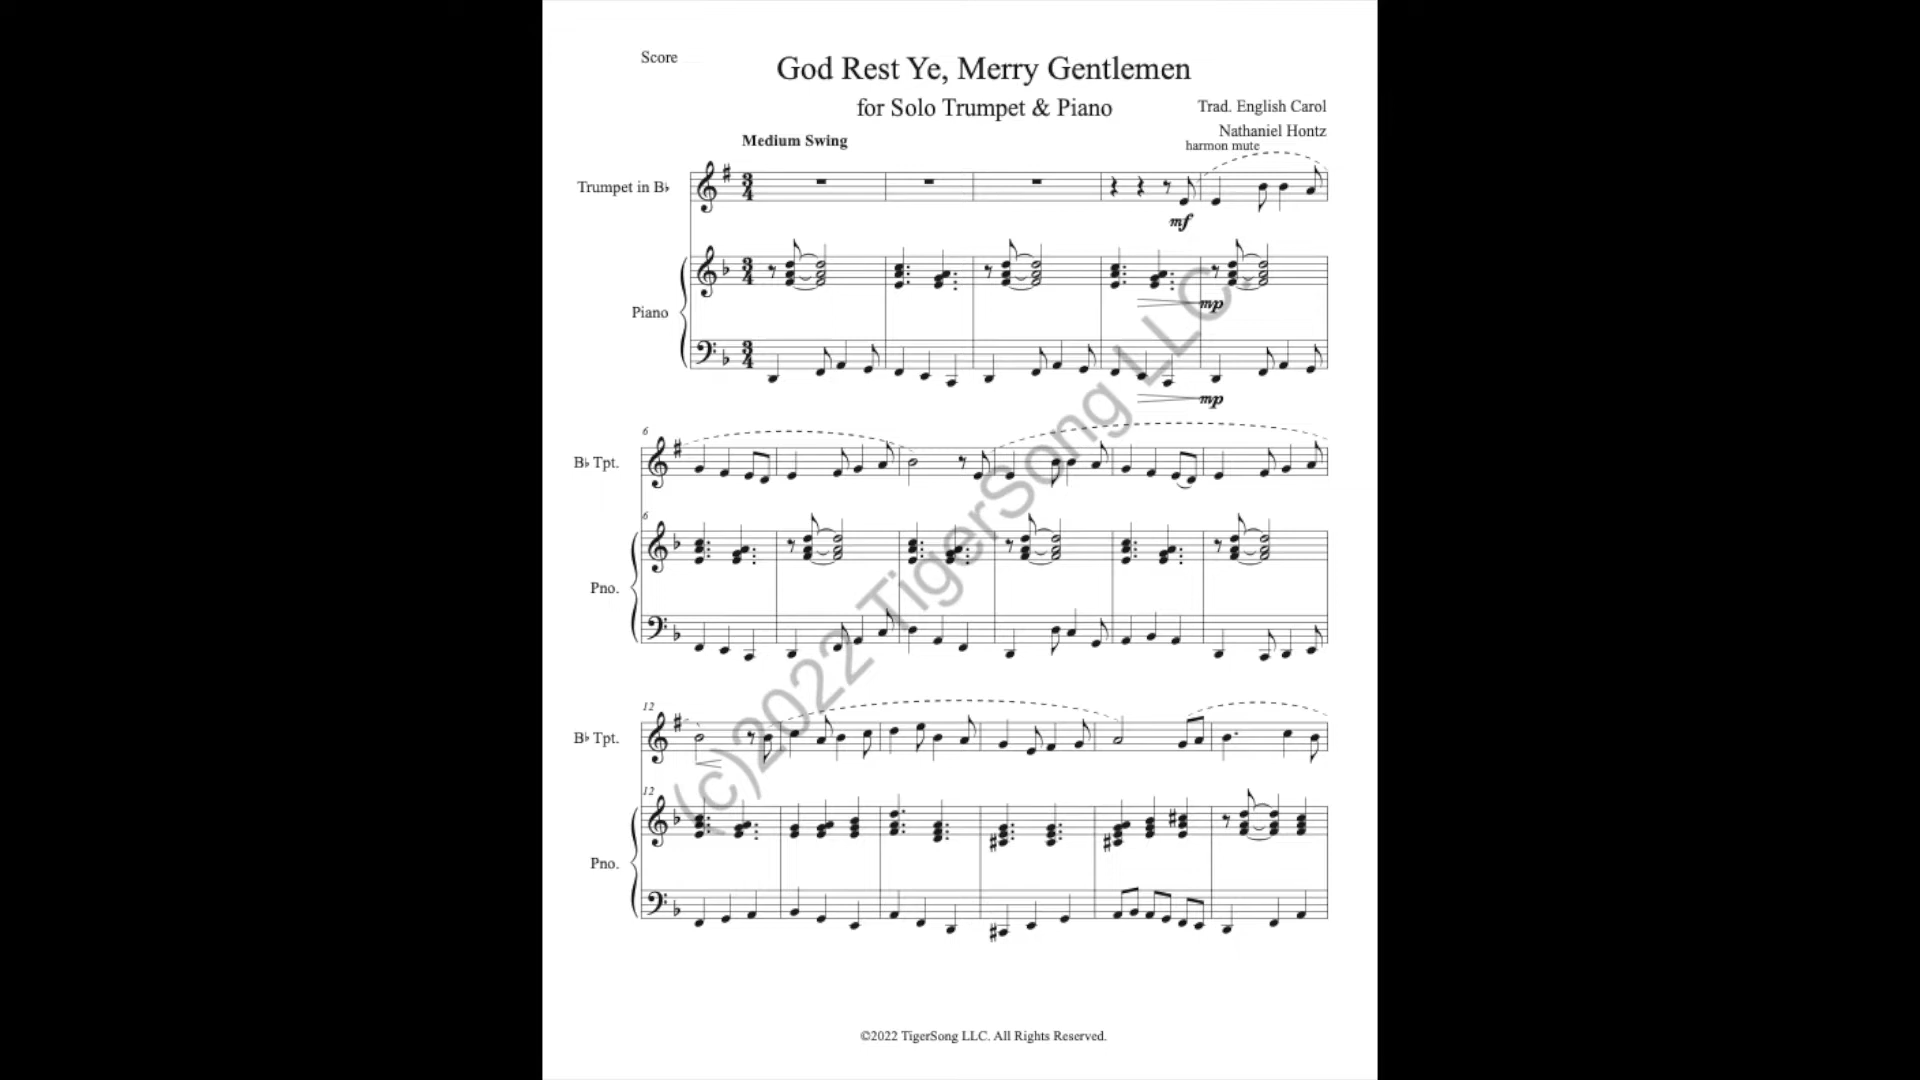 Score
God Rest Ye, Merry Gentlemen
for Solo Trumpet & Piano
Trad. English Carol
Nathaniel Hontz
Medium Swing
harmon mute
Trumpet in B♭
mf
Piano
mp
mp
6
B♭ Tpt.
6
Pno.
12
B♭ Tpt.
12
Pno.
(c)2022 TigerSong LLC.
©2022 TigerSong LLC. All Rights Reserved.